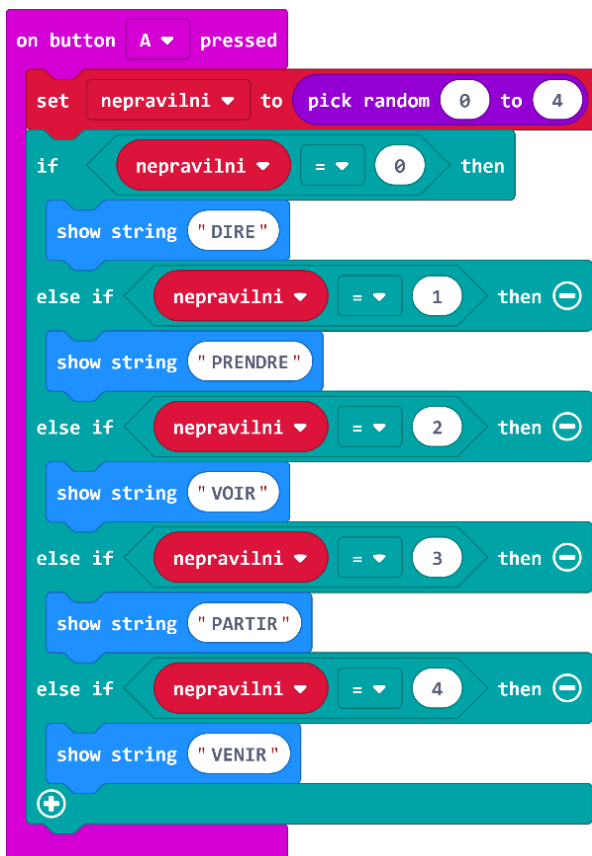 on button A pressed
set nepravilni to pick random 0 to 4
if nepravilni = 0 then
show string "DIRE"
else if nepravilni = 1 then
show string "PRENDRE"
else if nepravilni = 2 then
show string "VOIR"
else if nepravilni = 3 then
show string "PARTIR"
else if nepravilni = 4 then
show string "VENIR"